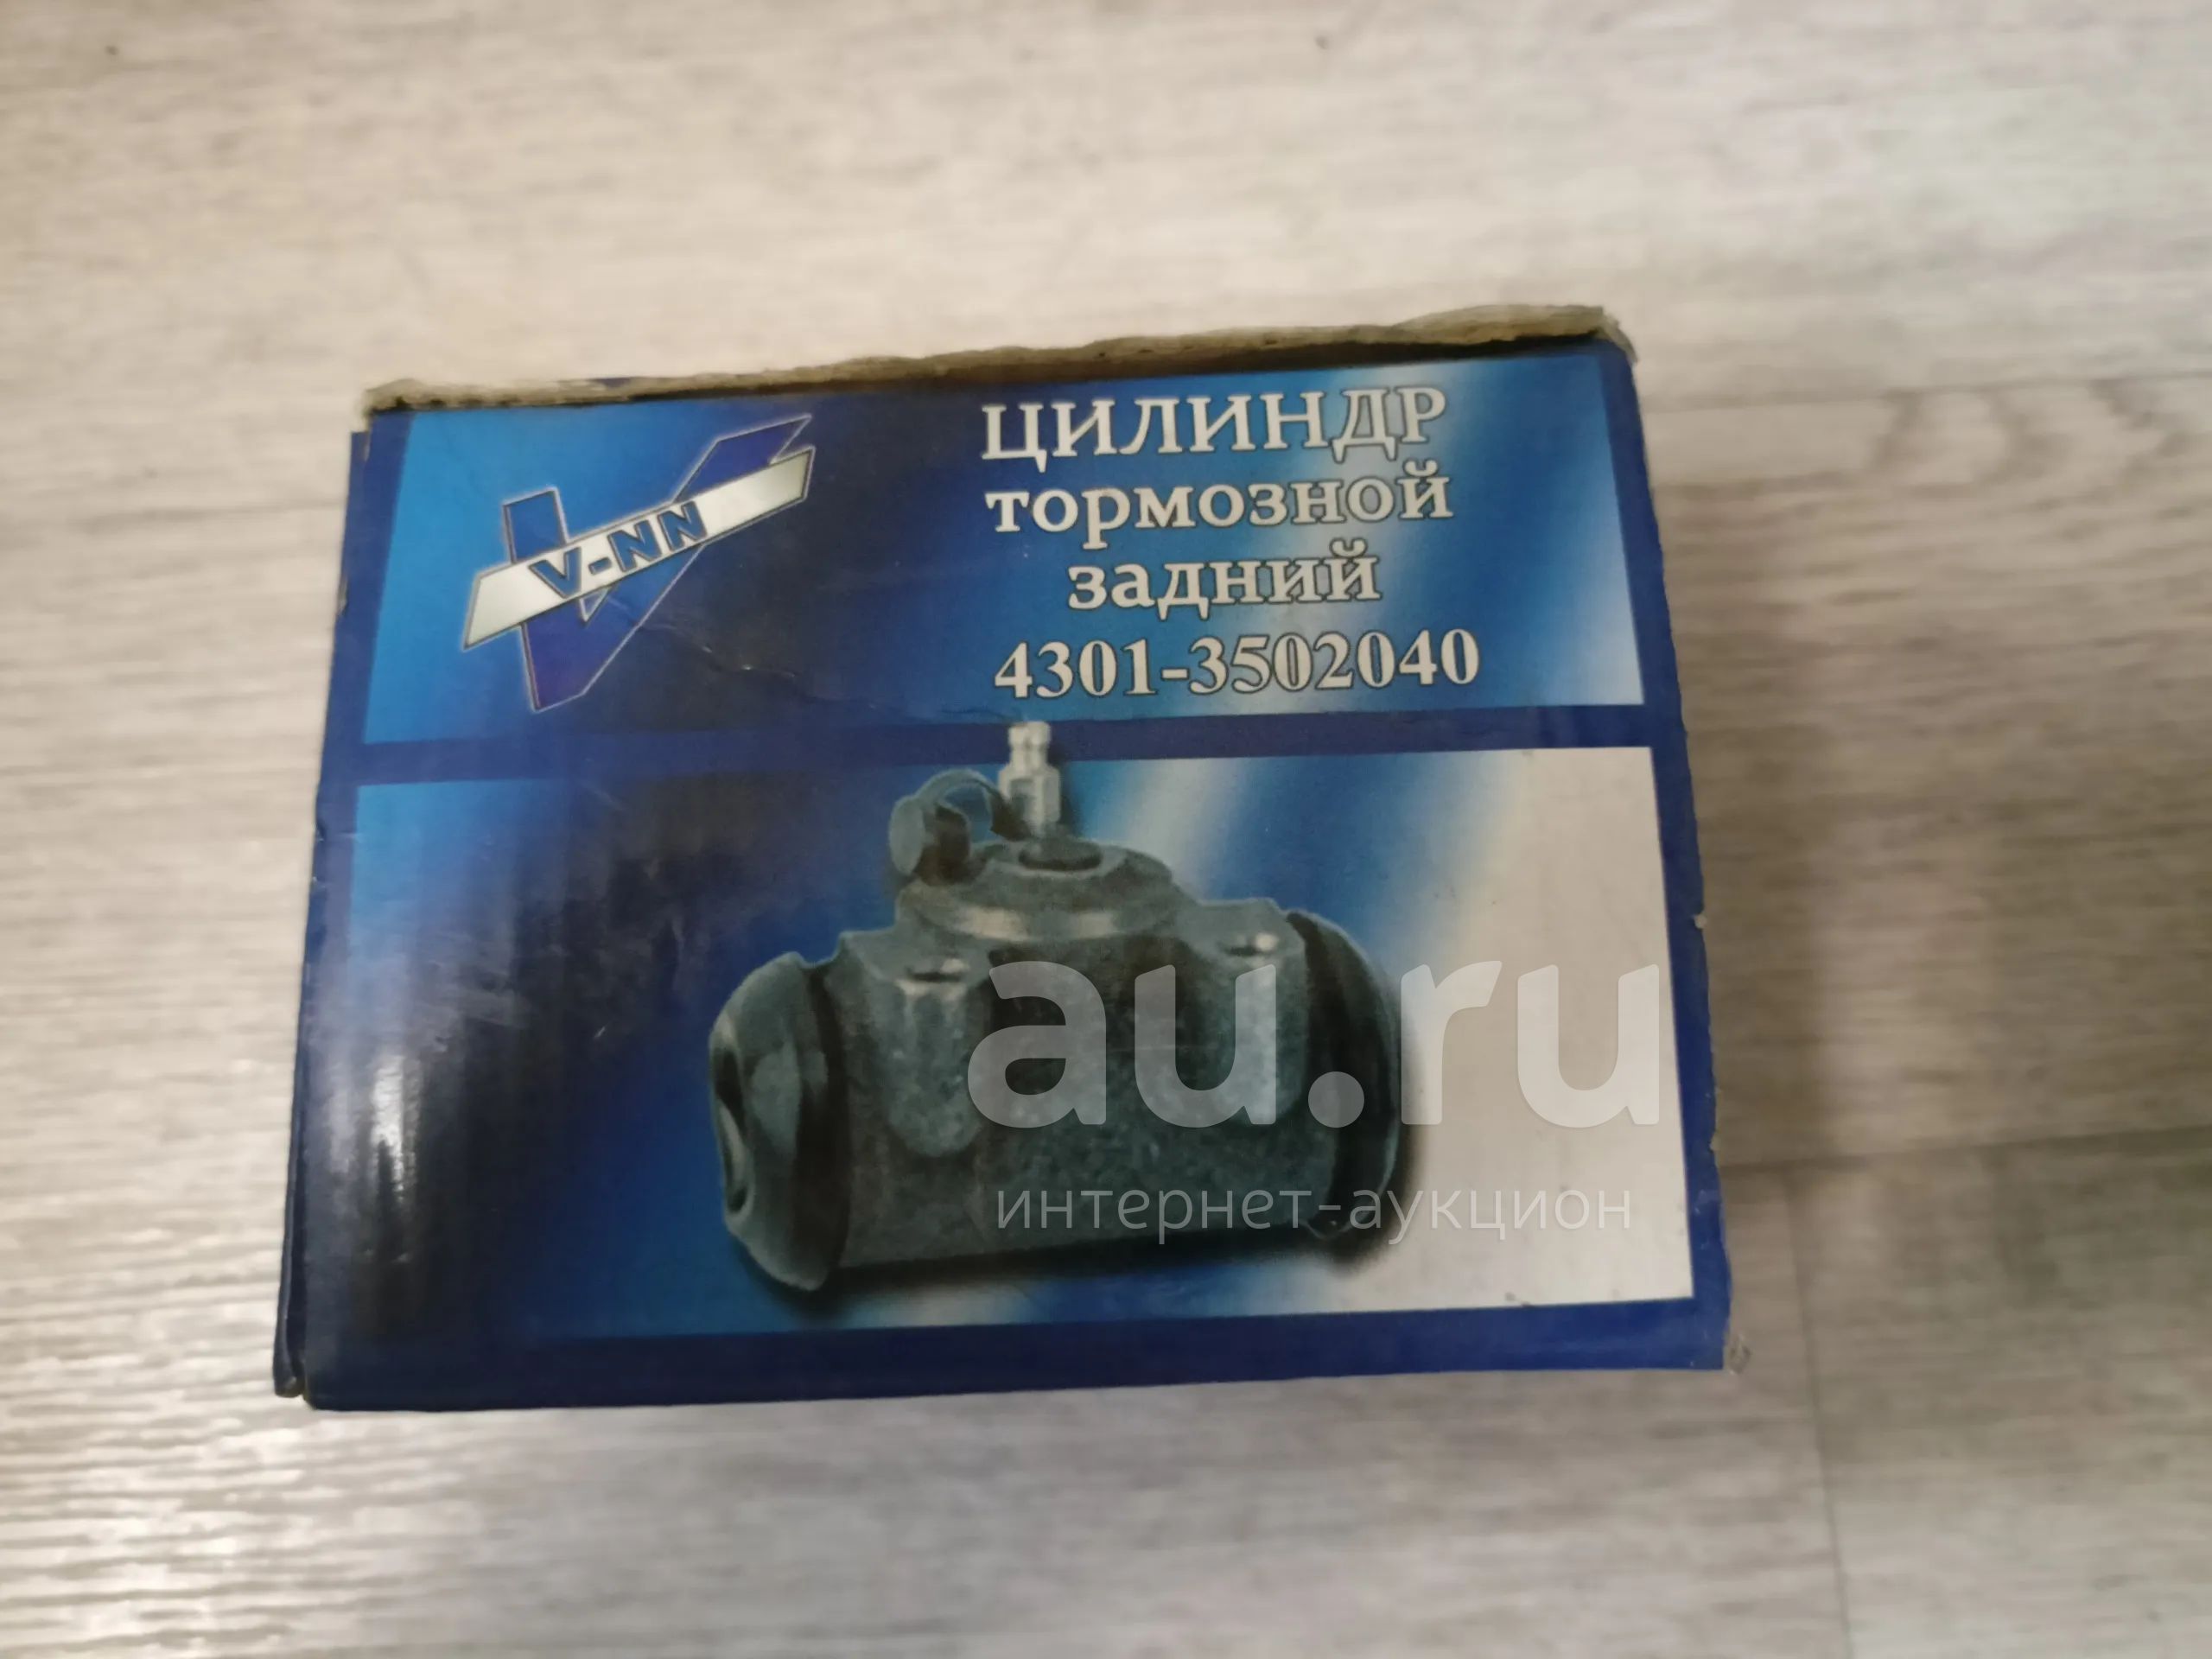 V-NN
ЦИЛИНДР
тормозной
задний
4301-3502040
au.ru
интернет-аукцион